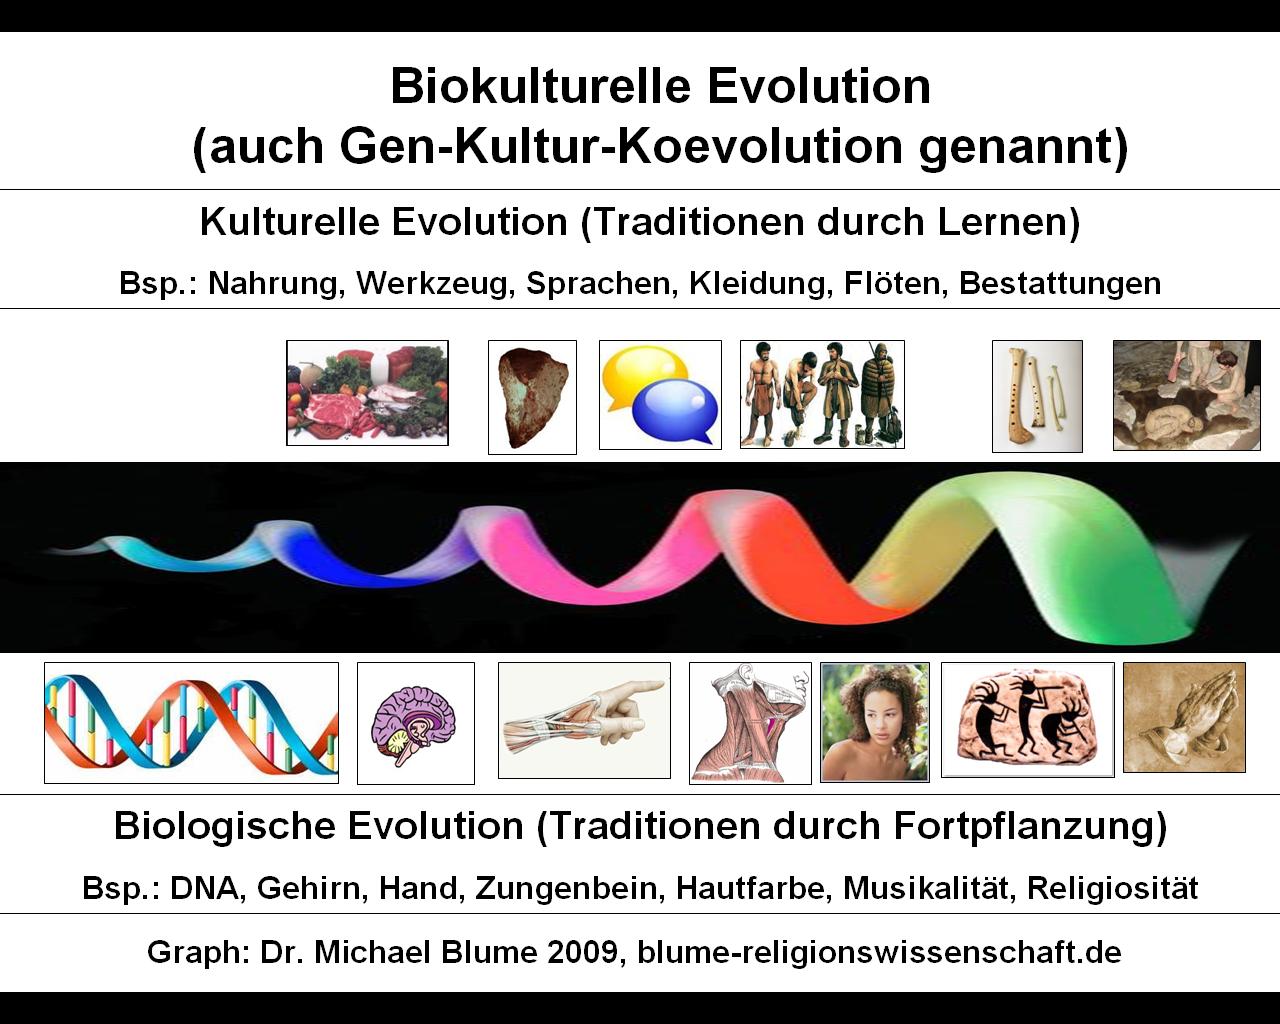 Biokulturelle Evolution
(auch Gen-Kultur-Koevolution genannt)
Kulturelle Evolution (Traditionen durch Lernen)
Bsp.: Nahrung, Werkzeug, Sprachen, Kleidung, Flöten, Bestattungen
Biologische Evolution (Traditionen durch Fortpflanzung)
Bsp.: DNA, Gehirn, Hand, Zungenbein, Hautfarbe, Musikalität, Religiosität
Graph: Dr. Michael Blume 2009, blume-religionswissenschaft.de